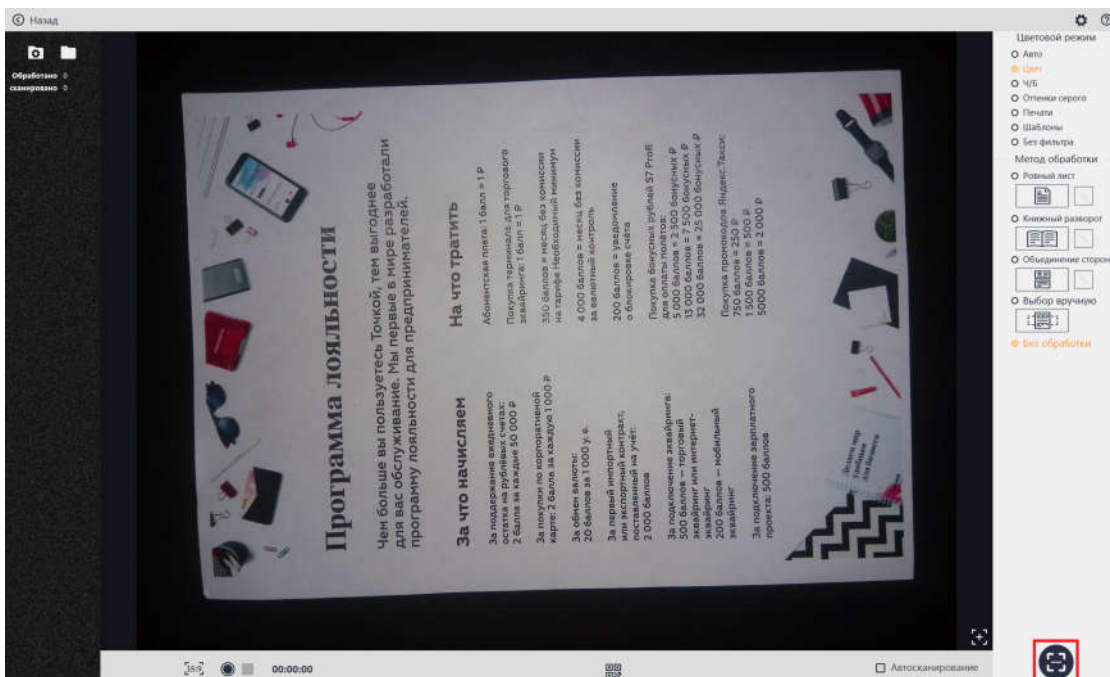 Назад
Обработано 0
сканировано 0
Программа лояльности
Чем больше вы пользуетесь Точкой, тем выгоднее
для вас обслуживание. Мы первые в мире разработали
программу лояльности для предпринимателей.
За что начисляем
За поддержание ежедневного
остатка на рублёвых счетах:
2 балла за каждые 50 000 ₽
За покупки по корпоративной
карте: 2 балла за каждую 1 000 ₽
За обмен валюты:
20 баллов за 1 000 у. е.
За первый импортный
или экспортный контракт,
поставленный на учёт:
2 000 баллов
За подключение эквайринга:
500 баллов — торговый
эквайринг или интернет-
эквайринг
200 баллов — мобильный
эквайринг
За подключение зарплатного
проекта: 500 баллов
На что тратить
Абонентская плата: 1 балл = 1 ₽
Покупка терминала для торгового
эквайринга: 1 балл = 1 ₽
350 баллов = месяц без комиссии
на тарифе Необходимый минимум
4 000 баллов = месяц без комиссии
за валютный контроль
200 баллов = уведомление
о блокировке счёта
Покупка бонусных рублей S7 Profi
для оплаты полётов:
5 000 баллов = 2 500 бонусных ₽
13 000 баллов = 7 500 бонусных ₽
32 000 баллов = 25 000 бонусных ₽
Покупка промокодов Яндекс.Такси:
750 баллов = 250 ₽
1 500 баллов = 500 ₽
5000 баллов = 2 000 ₽
Делаем мир
удобным
для бизнеса
Цветовой режим
Авто
Цвет
Ч/Б
Оттенки серого
Печати
Шаблоны
Без фильтра
Метод обработки
Ровный лист
Книжный разворот
Объединение сторон
Выбор вручную
Без обработки
16:9
00:00:00
Автосканирование